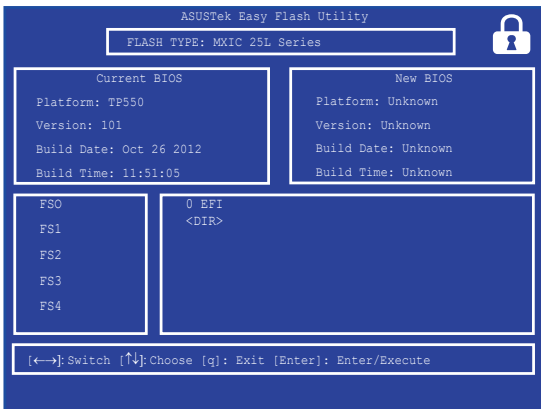 ASUSTek Easy Flash Utility
FLASH TYPE: MXIC 25L Series
Current BIOS
Platform: TP550
Version: 101
Build Date: Oct 26 2012
Build Time: 11:51:05
New BIOS
Platform: Unknown
Version: Unknown
Build Date: Unknown
Build Time: Unknown
FSO
FS1
FS2
FS3
FS4
0 EFI
<DIR>
[←→]: Switch [↑↓]: Choose [q]: Exit [Enter]: Enter/Execute